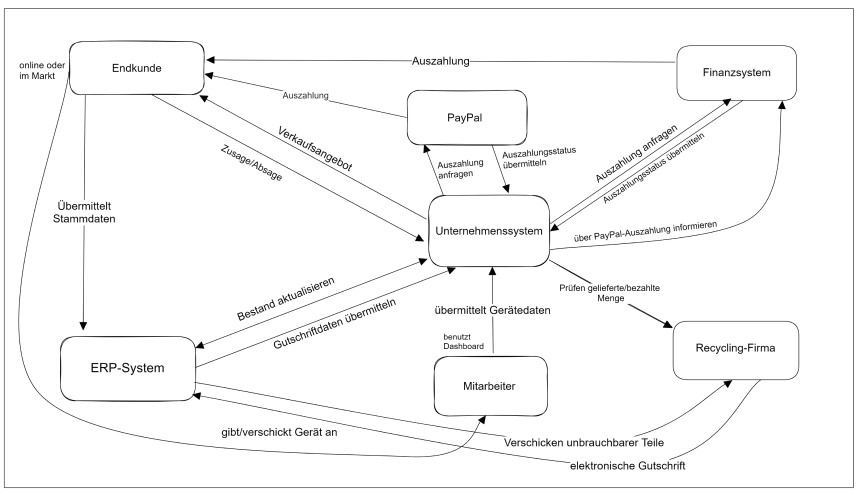 online oder
im Markt
Endkunde
Auszahlung
Finanzsystem
Auszahlung
PayPal
Verkaufsangebot
Zusage/Absage
Auszahlung
anfragen
Auszahlungsstatus
übermitteln
Auszahlung anfragen
Auszahlungsstatus übermitteln
Übermittelt
Stammdaten
Unternehmenssystem
über PayPal-Auszahlung informieren
Bestand aktualisieren
Gutschriftdaten übermitteln
übermittelt Gerätedaten
Prüfen gelieferte/bezahlte
Menge
benutzt
Dashboard
ERP-System
Mitarbeiter
Recycling-Firma
gibt/verschickt Gerät an
Verschicken unbrauchbarer Teile
elektronische Gutschrift